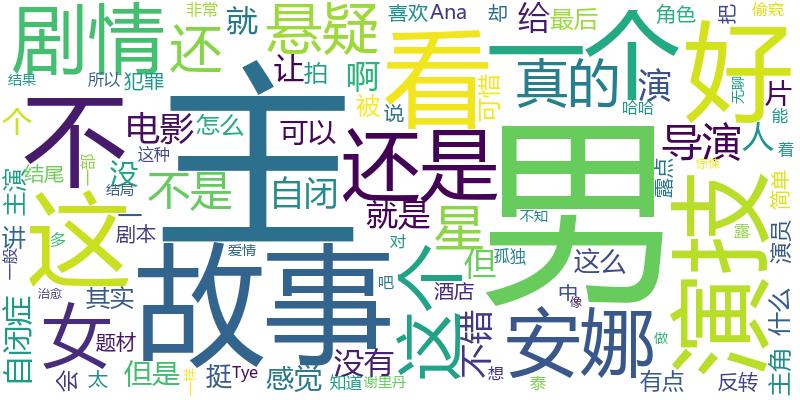 剧情
非常
还
就
悬疑
喜欢
Ana
却
给
最后
角色
把
偷窥
结果
所以
犯罪
让
拍
啊
看
可惜
一个
真的
演
无聊
好
片
能
不
主
个
电影
怎么
可以
被
说
还是
男
哈哈
导演
人
着
这
结尾
没
这种
不是
自闭
露点
惊悚
简单
主演
结局
一
就是
星
不知
演技
讲
多
剧本
爱情
故事
对
这个
但
孤独
这么
露
演员
一般
自闭症
女
治愈
其实
吧
酒店
不错
中
像
安娜
什么
题材
没有
想
做
主角
会
太
但是
挺
Tye
感觉
知道
谢里丹
泰
有点
反转